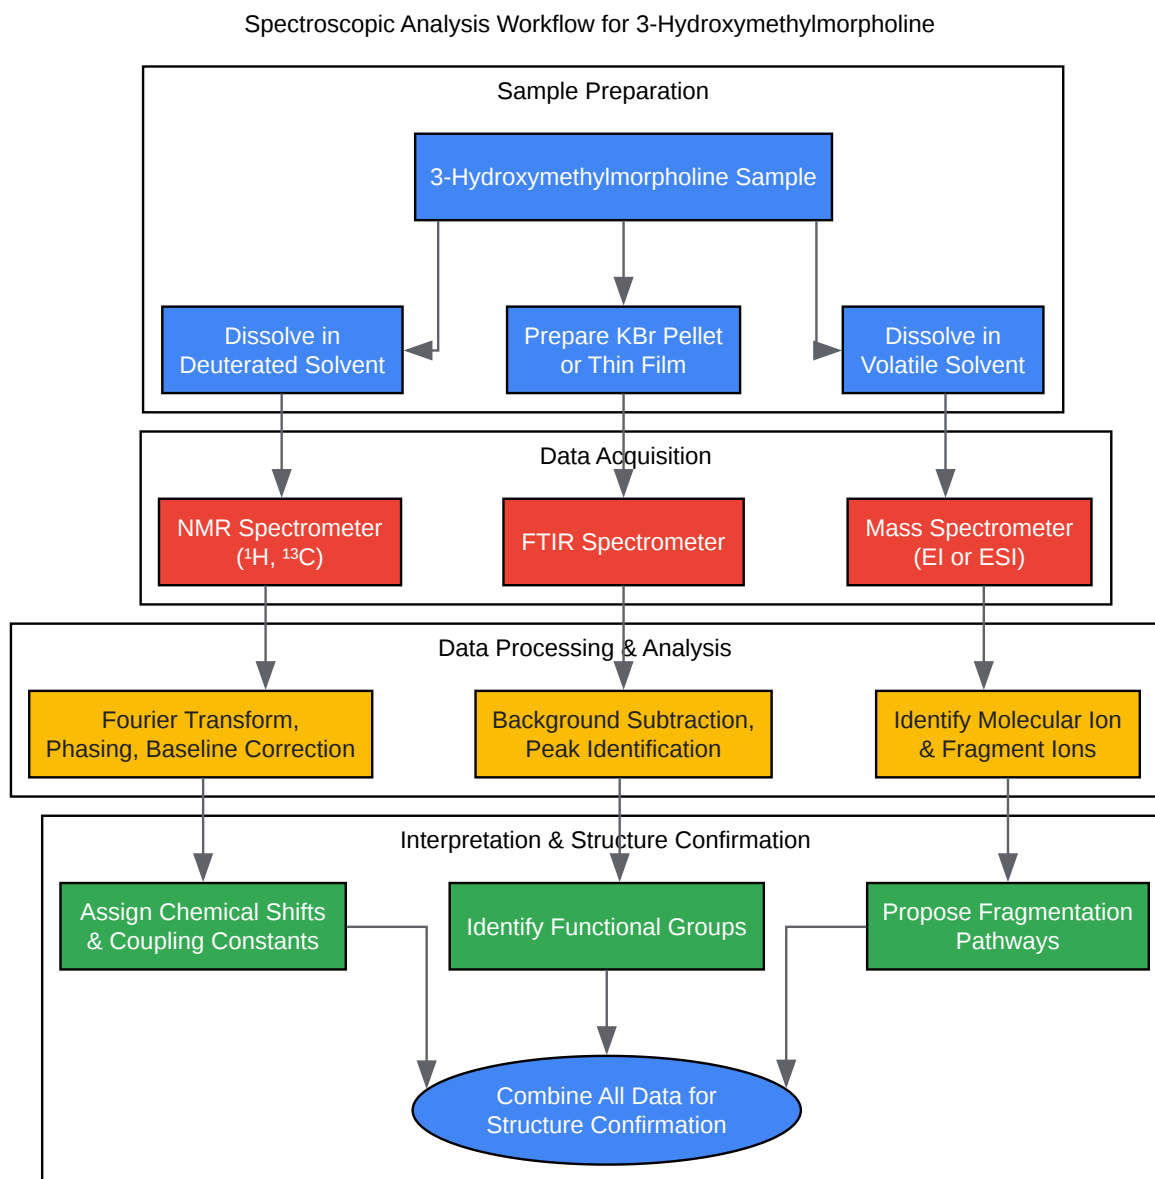 Spectroscopic Analysis Workflow for 3-Hydroxymethylmorpholine
Sample Preparation
3-Hydroxymethylmorpholine Sample
Dissolve in
Deuterated Solvent
Prepare KBr Pellet
or Thin Film
Dissolve in
Volatile Solvent
Data Acquisition
NMR Spectrometer
(¹H, ¹³C)
FTIR Spectrometer
Mass Spectrometer
(EI or ESI)
Data Processing & Analysis
Fourier Transform,
Phasing, Baseline Correction
Background Subtraction,
Peak Identification
Identify Molecular Ion
& Fragment Ions
Interpretation & Structure Confirmation
Assign Chemical Shifts
& Coupling Constants
Identify Functional Groups
Propose Fragmentation
Pathways
Combine All Data for
Structure Confirmation